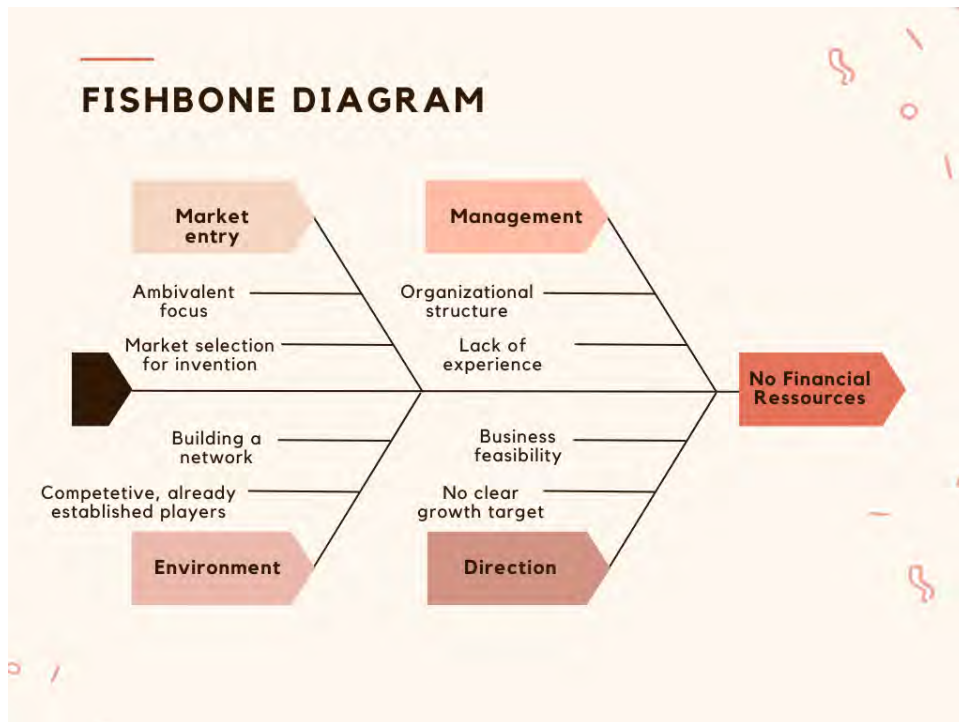 FISHBONE DIAGRAM
Market
entry
Ambivalent
focus
Market selection
for invention
Management
Organizational
structure
Lack of
experience
No Financial
Ressources
Building a
network
Competetive, already
established players
Environment
Business
feasibility
No clear
growth target
Direction